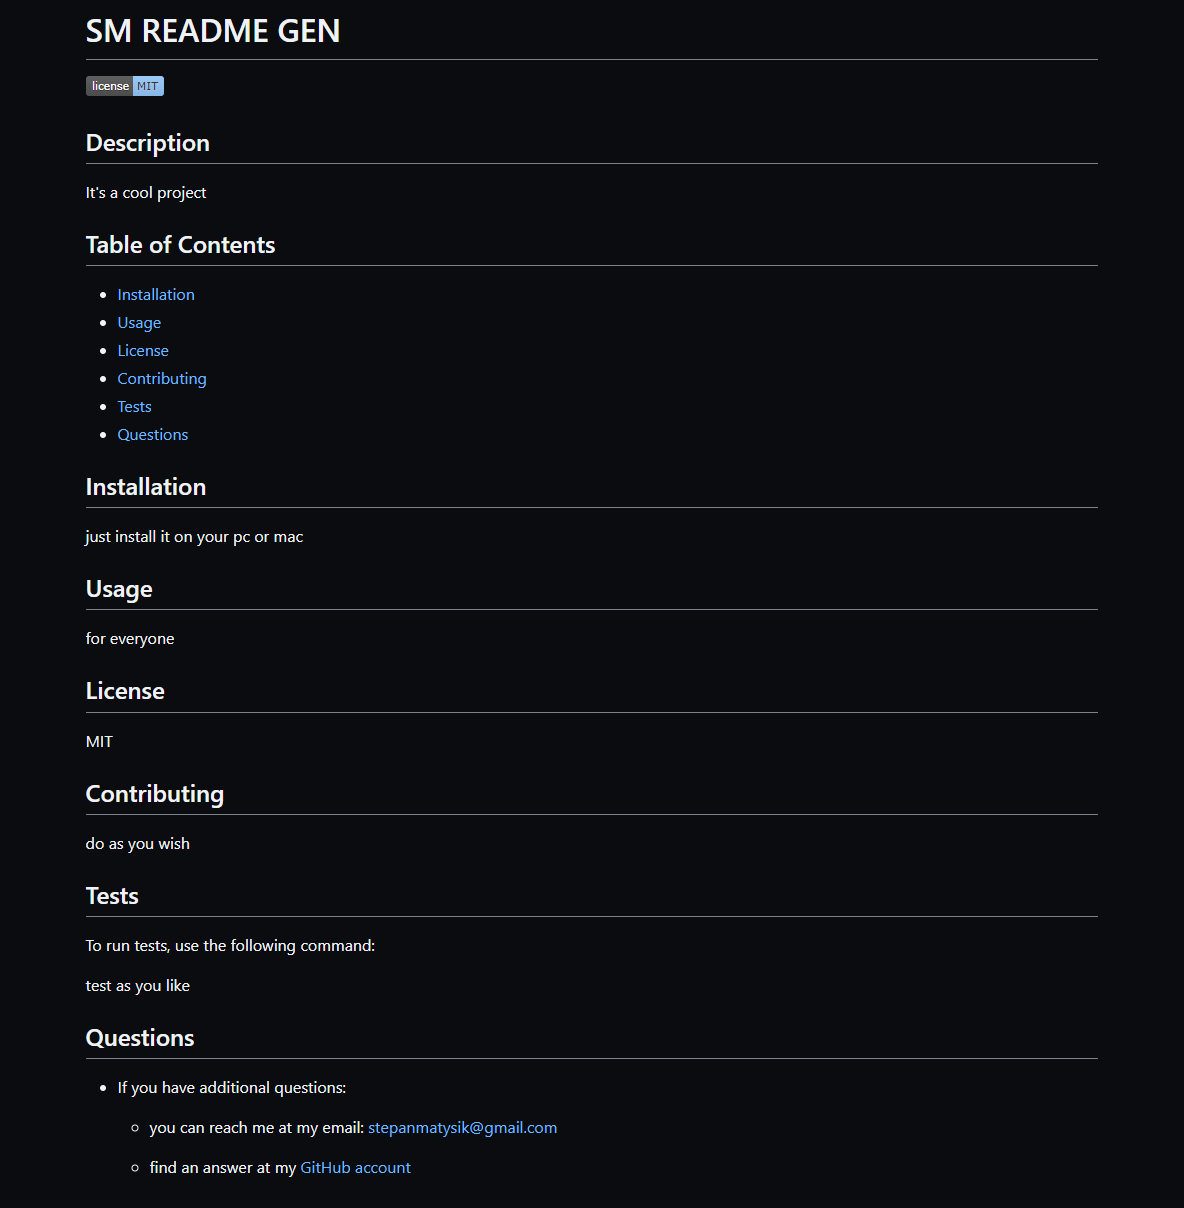 SM README GEN
license MIT
Description
It's a cool project
Table of Contents
Installation
Usage
License
Contributing
Tests
Questions
Installation
just install it on your pc or mac
Usage
for everyone
License
MIT
Contributing
do as you wish
Tests
To run tests, use the following command:
test as you like
Questions
If you have additional questions:
you can reach me at my email: stepanmatysik@gmail.com
find an answer at my GitHub account